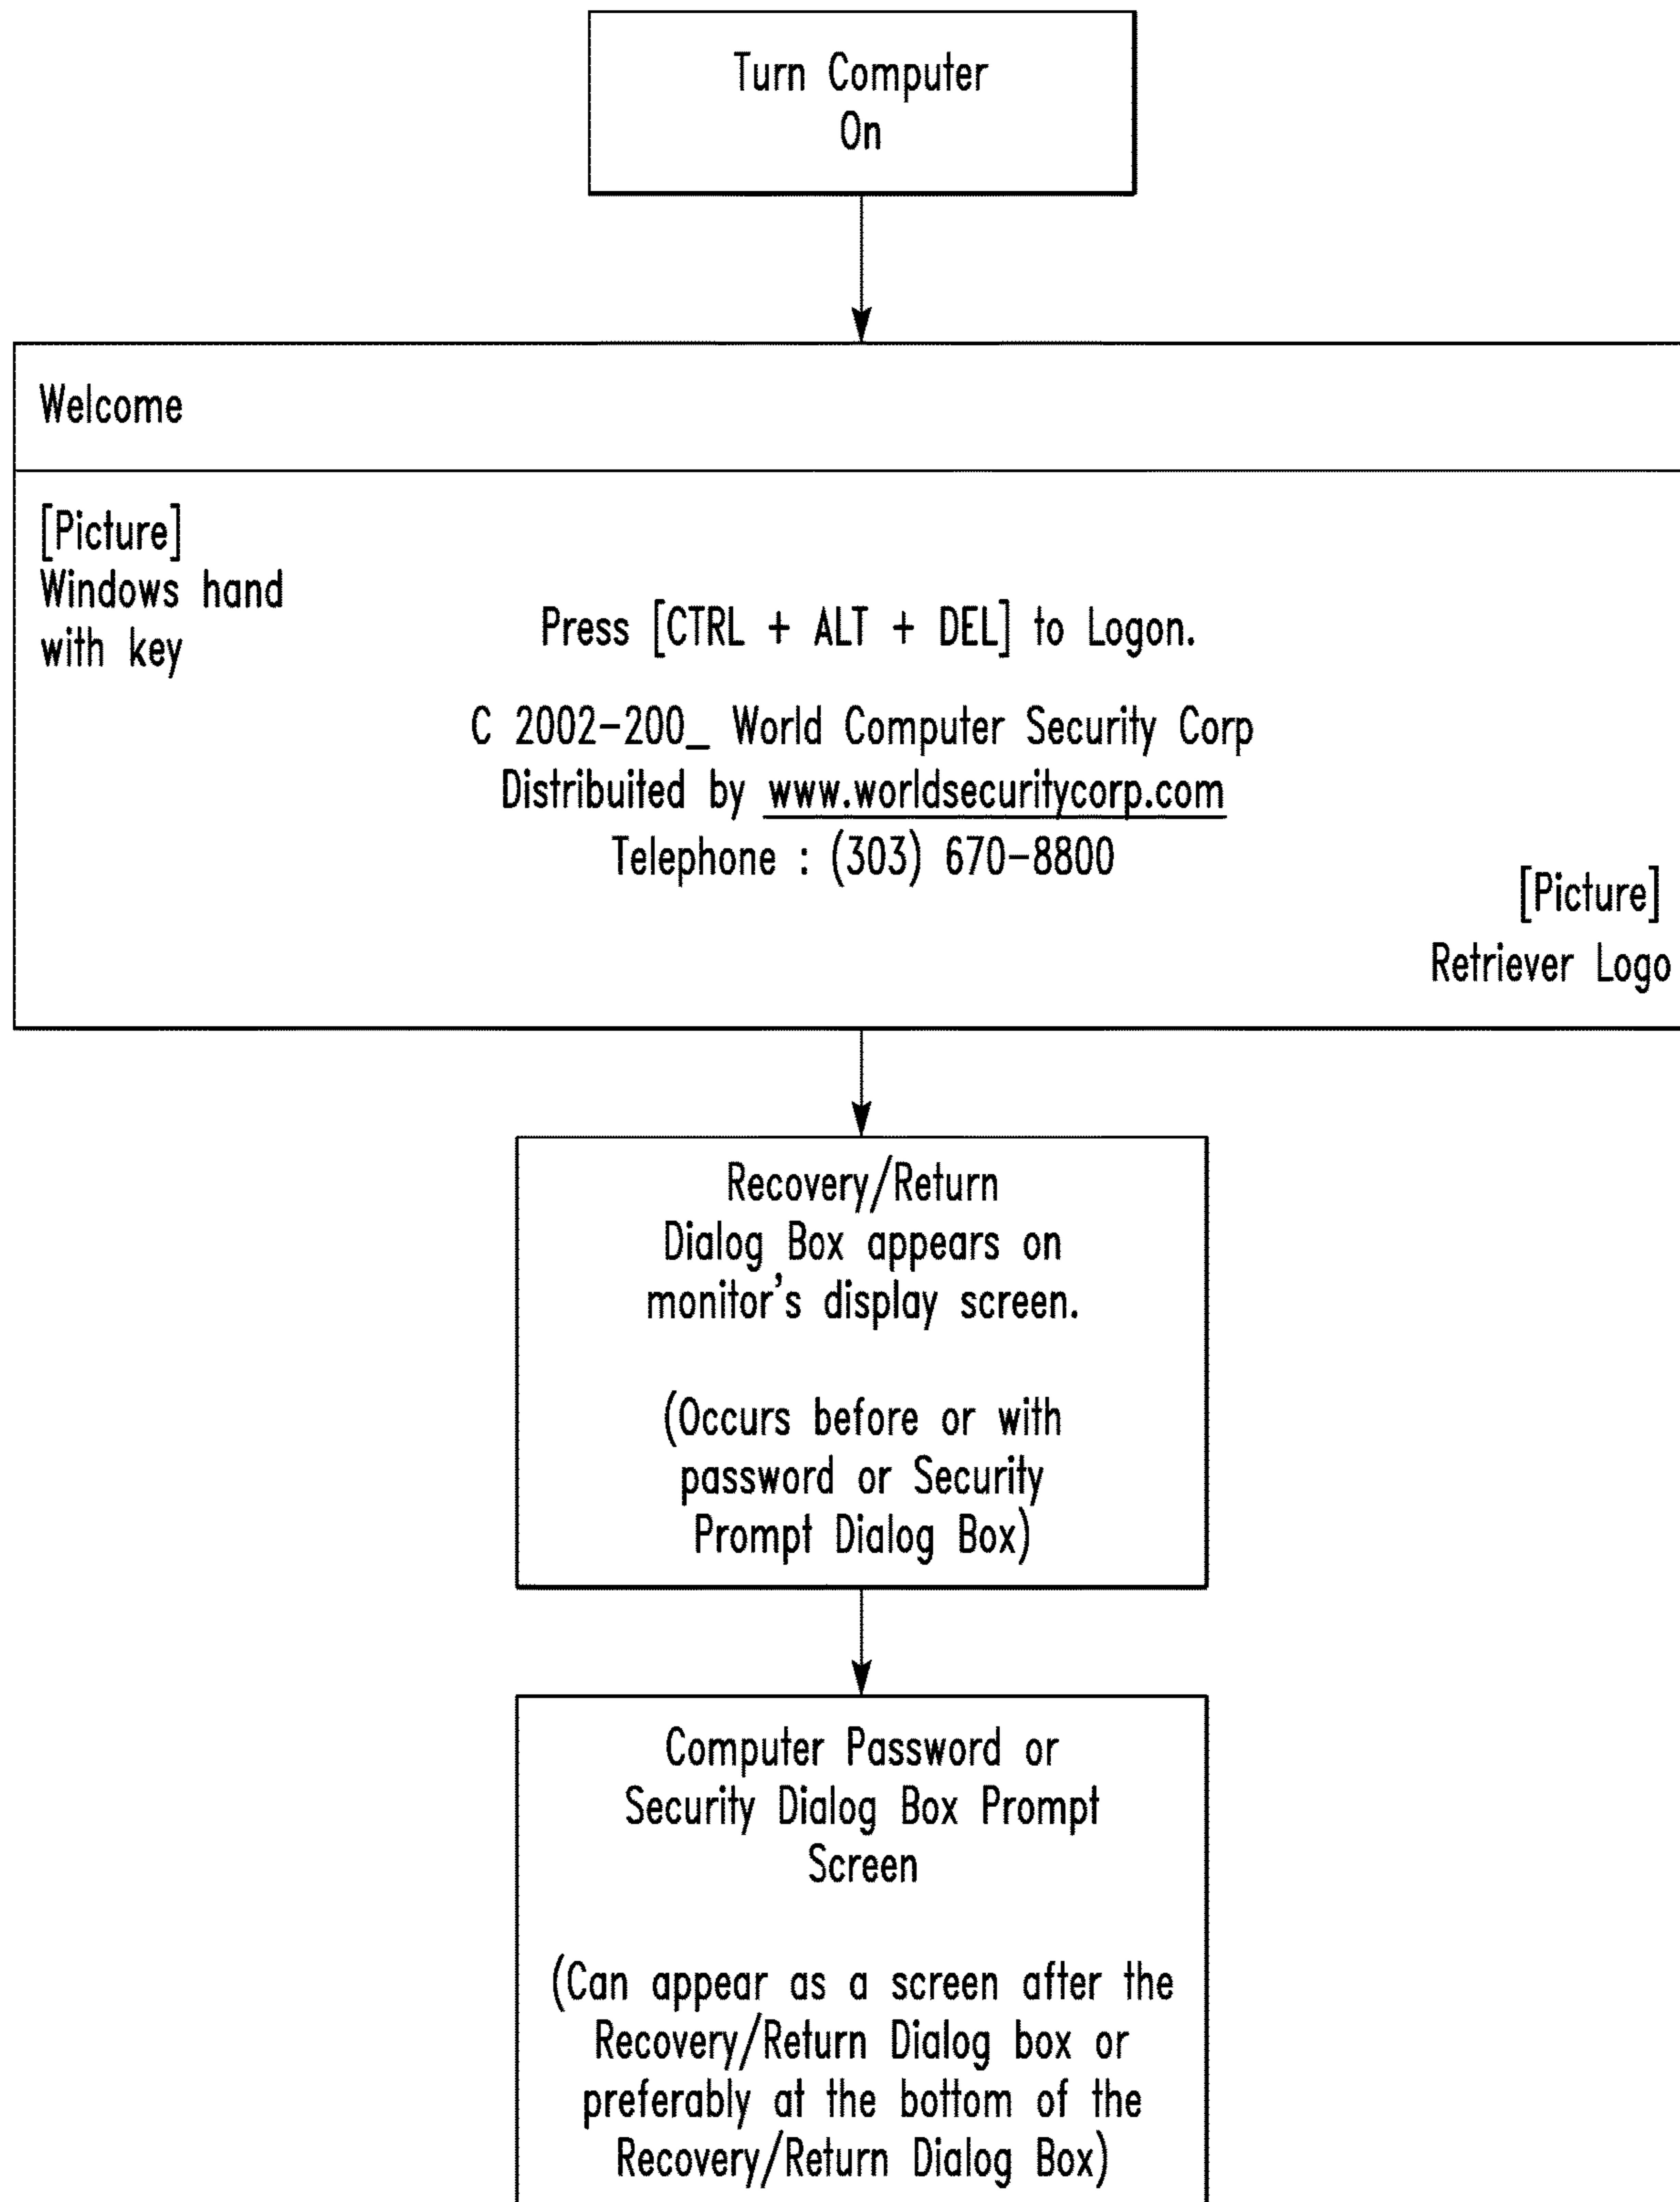 Turn Computer
On
Welcome
[Picture]
Windows hand
with key
Press [CTRL + ALT + DEL] to Logon.
C 2002-200_ World Computer Security Corp
Distribuited by www.worldsecuritycorp.com
Telephone : (303) 670-8800
[Picture]
Retriever Logo
Recovery/Return
Dialog Box appears on
monitor's display screen.
(Occurs before or with
password or Security
Prompt Dialog Box)
Computer Password or
Security Dialog Box Prompt
Screen
(Can appear as a screen after the
Recovery/Return Dialog box or
preferably at the bottom of the
Recovery/Return Dialog Box)